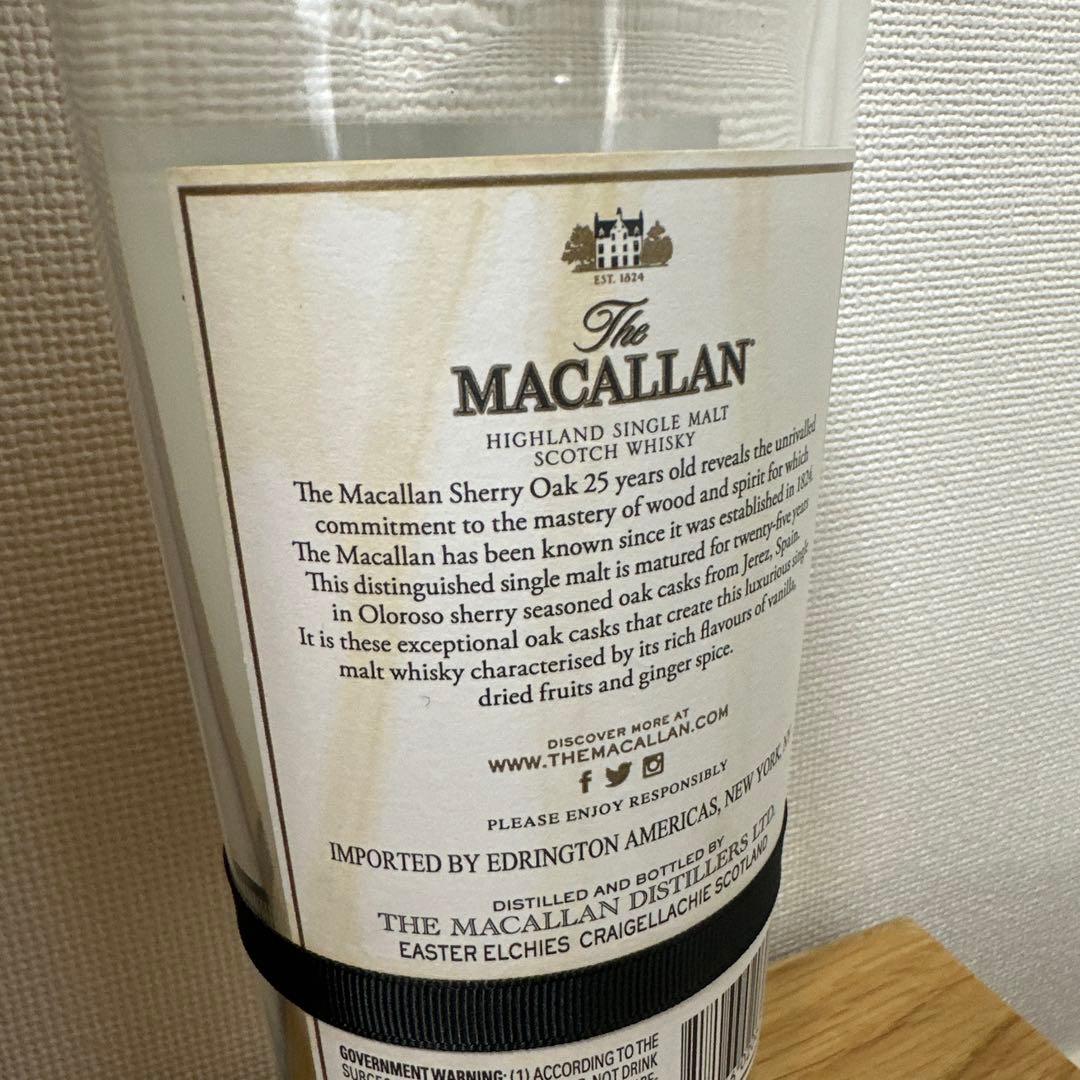 EST. 1824
The
MACALLAN
HIGHLAND SINGLE MALT
SCOTCH WHISKY
The Macallan Sherry Oak 25 years old reveals the unrivalled
commitment to the mastery of wood and spirit for which
The Macallan has been known since it was established in 1824.
This distinguished single malt is matured for twenty-five years
in Oloroso sherry seasoned oak casks from Jerez, Spain.
It is these exceptional oak casks that create this luxurious single
malt whisky characterised by its rich flavours of vanilla,
dried fruits and ginger spice.
DISCOVER MORE AT
WWW.THEMACALLAN.COM
PLEASE ENJOY RESPONSIBLY
IMPORTED BY EDRINGTON AMERICAS, NEW YORK,
DISTILLED AND BOTTLED BY
THE MACALLAN DISTILLERS LTD.
EASTER ELCHIES CRAIGELLACHIE SCOTLAND
GOVERNMENT WARNING: (1) ACCORDING TO THE
NOT DRINK